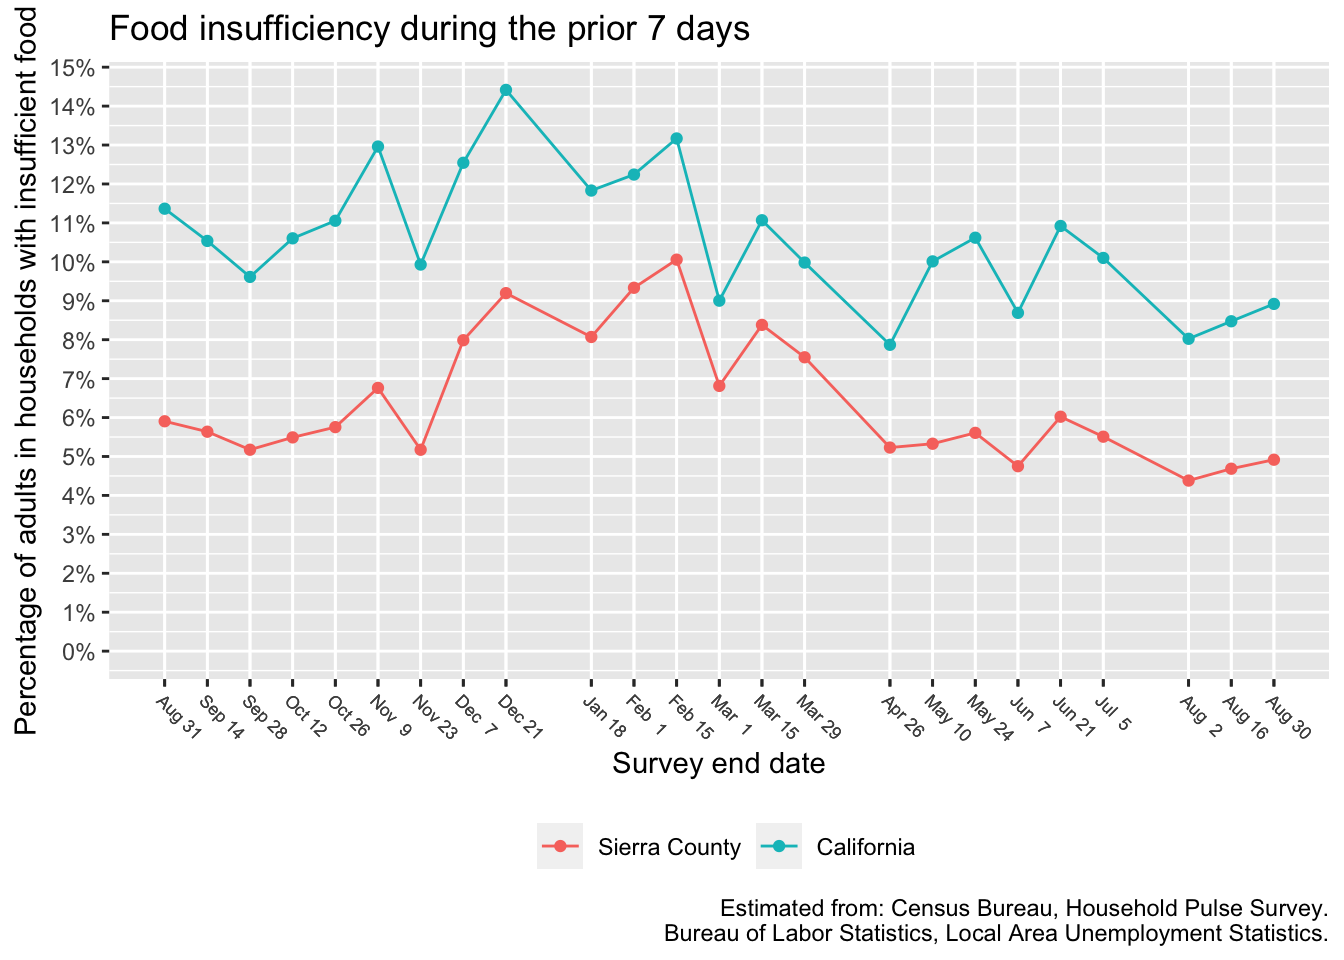 Food insufficiency during the prior 7 days
Percentage of adults in households with insufficient food
15%
14%
13%
12%
11%
10%
9%
8%
7%
6%
5%
4%
3%
2%
1%
0%
Aug 31
Sep 14
Sep 28
Oct 12
Oct 26
Nov 9
Nov 23
Dec 7
Dec 21
Jan 18
Feb 1
Feb 15
Mar 1
Mar 15
Mar 29
Apr 26
May 10
May 24
Jun 7
Jun 21
Jul 5
Aug 2
Aug 16
Aug 30
Survey end date
Sierra County
California
Estimated from: Census Bureau, Household Pulse Survey.
Bureau of Labor Statistics, Local Area Unemployment Statistics.